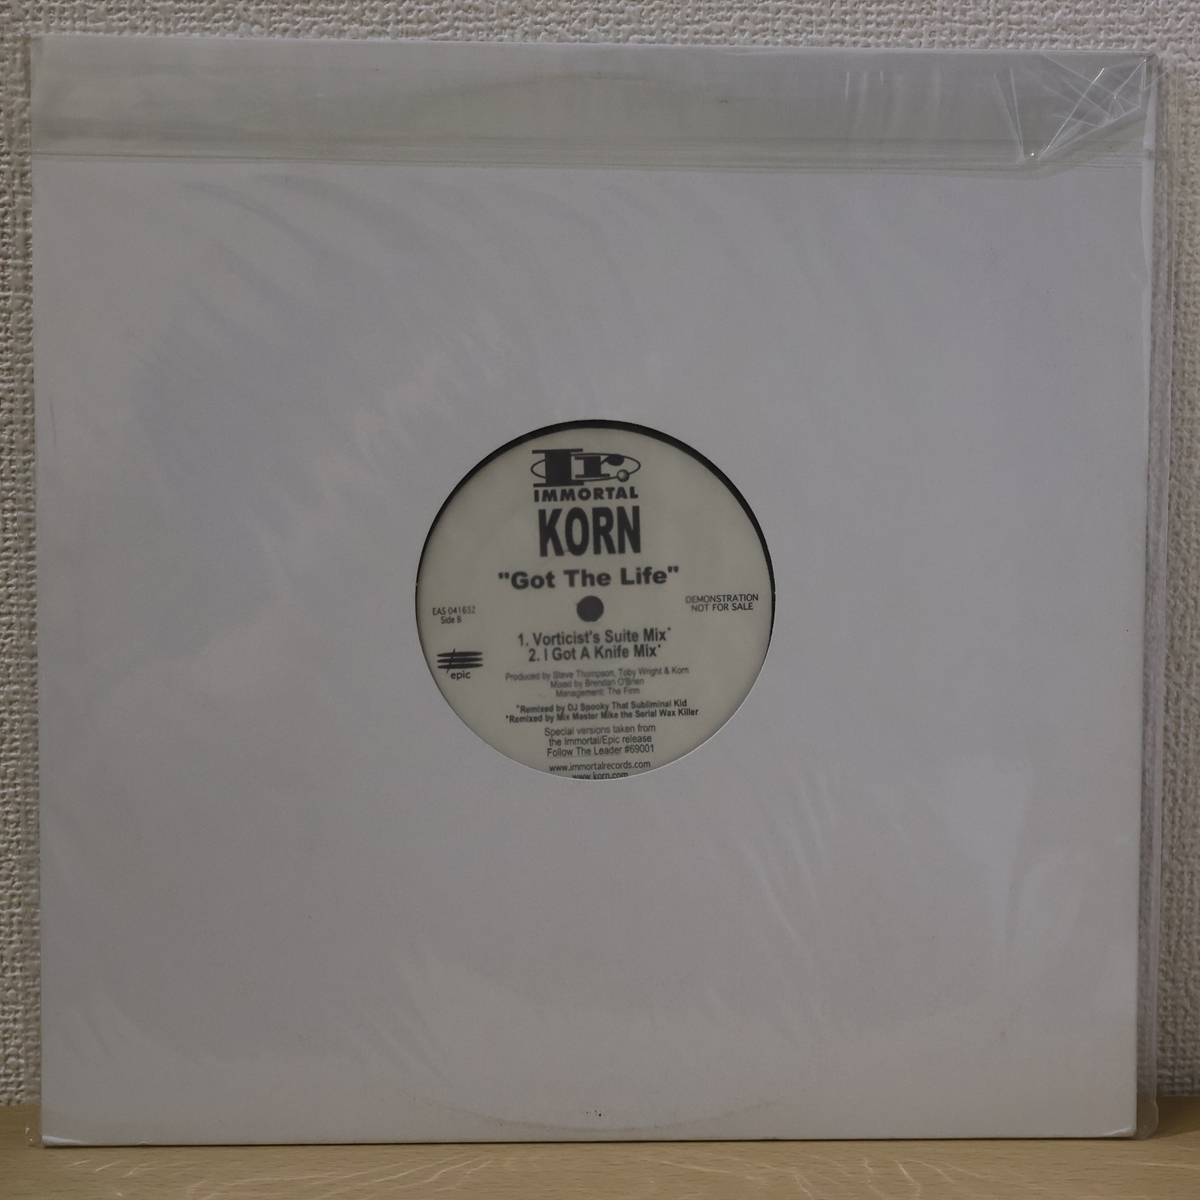 Ir.
IMMORTAL
KORN
"Got The Life"
EAS 041632
Side B
DEMONSTRATION
NOT FOR SALE
1. Vorticist's Suite Mix*
2. I Got A Knife Mix*
epic
Produced by Steve Thompson, Toby Wright & Korn
Mixed by Brendan O'Brien
Management: The Firm
*Remixed by DJ Spooky That Subliminal Kid
*Remixed by Mix Master Mike the Serial Wax Killer
Special versions taken from
the Immortal/Epic release
Follow The Leader #69001
www.immortalrecords.com
www.korn.com